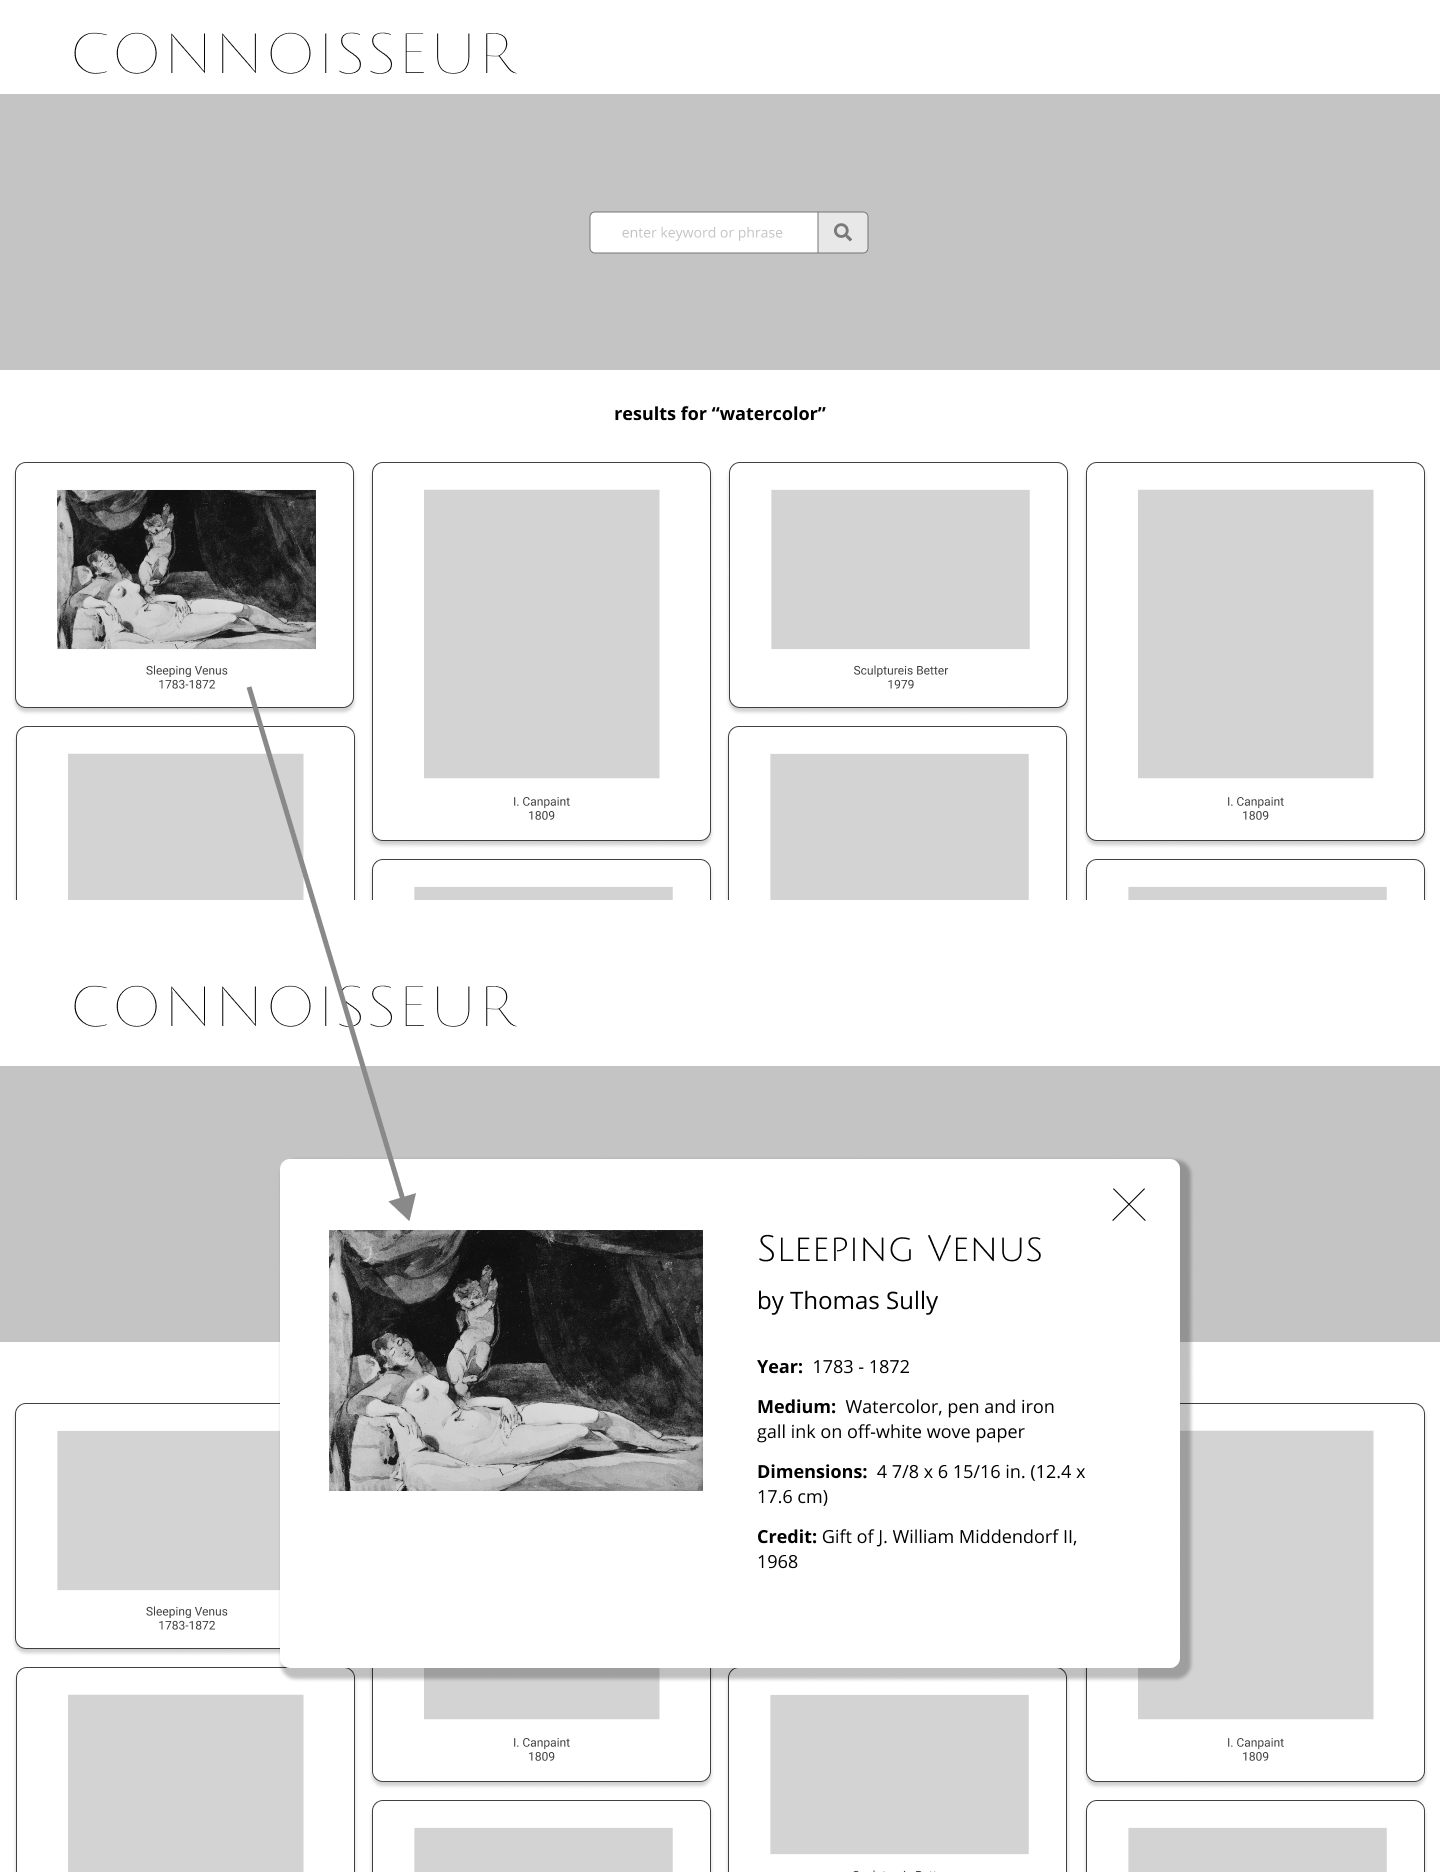 CONNOISSEUR
enter keyword or phrase
results for “watercolor”
Sleeping Venus
1783-1872
I. Canpaint
1809
Sculptureis Better
1979
I. Canpaint
1809
CONNOISSEUR
Sleeping Venus
by Thomas Sully
Year: 1783 - 1872
Medium: Watercolor, pen and iron
gall ink on off-white wove paper
Dimensions: 4 7/8 x 6 15/16 in. (12.4 x
17.6 cm)
Credit: Gift of J. William Middendorf II,
1968
Sleeping Venus
1783-1872
I. Canpaint
1809
I. Canpaint
1809